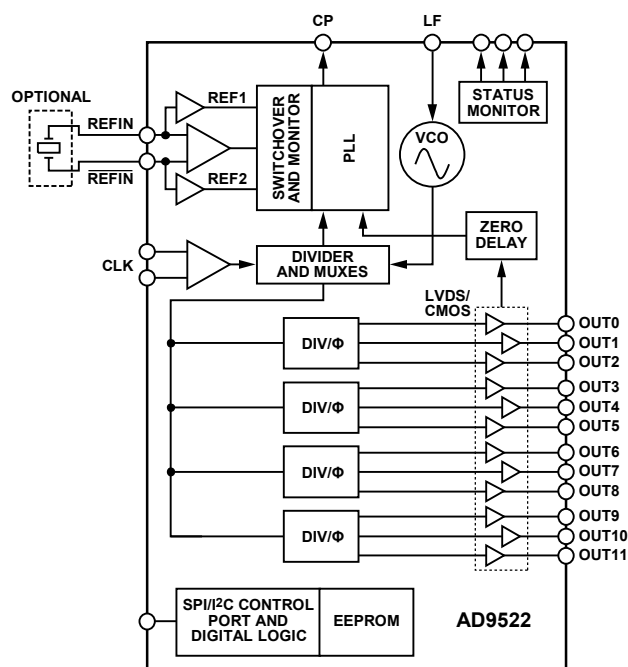 CP
LF
OPTIONAL
REFIN
REFIN
REF1
REF2
SWITCHOVER
AND MONITOR
PLL
VCO
STATUS
MONITOR
ZERO
DELAY
CLK
DIVIDER
AND MUXES
LVDS/
CMOS
DIV/Φ
DIV/Φ
DIV/Φ
DIV/Φ
OUT0
OUT1
OUT2
OUT3
OUT4
OUT5
OUT6
OUT7
OUT8
OUT9
OUT10
OUT11
SPI/I²C CONTROL
PORT AND
DIGITAL LOGIC
EEPROM
AD9522